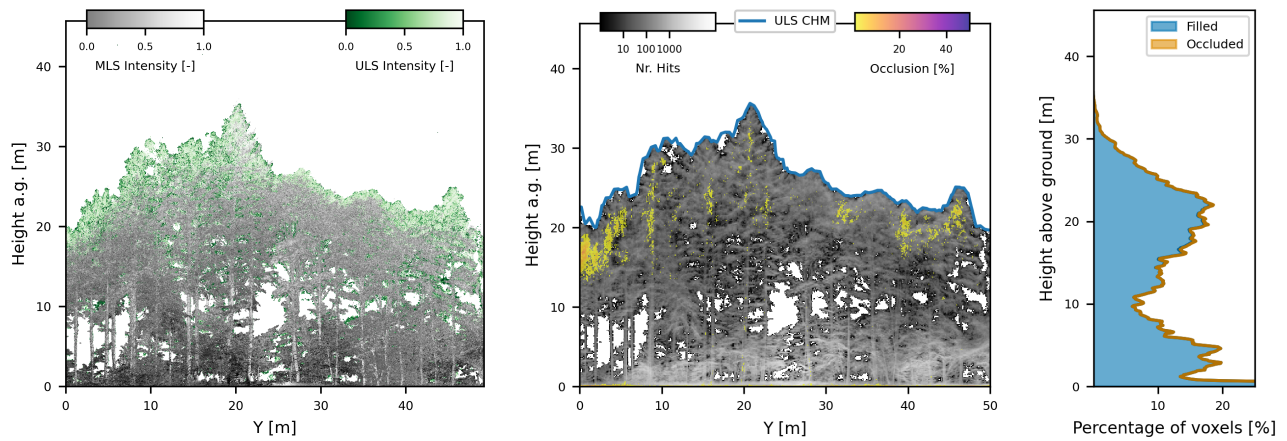 0.0 0.5 1.0
MLS Intensity [-]
0.0 0.5 1.0
ULS Intensity [-]
Height a.g. [m]
40
30
20
10
0
0 10 20 30 40
Y [m]
10 100 1000
Nr. Hits
ULS CHM
20 40
Occlusion [%]
Height a.g. [m]
40
30
20
10
0
0 10 20 30 40 50
Y [m]
Filled
Occluded
Height above ground [m]
40
30
20
10
0
10 20
Percentage of voxels [%]